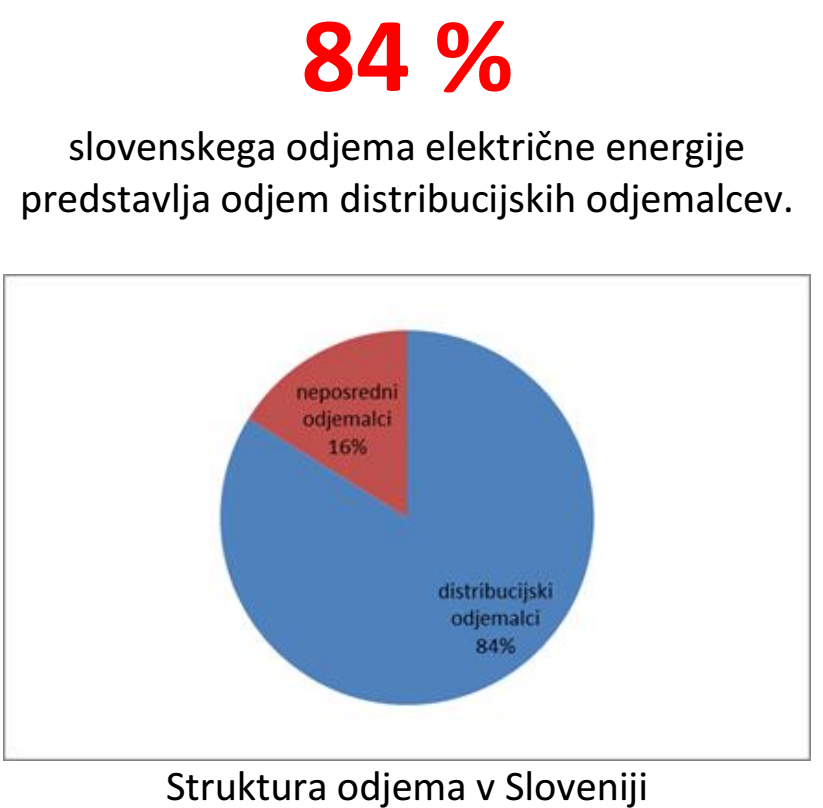 84 %
slovenskega odjema električne energije
predstavlja odjem distribucijskih odjemalcev.
neposredni
odjemalci
16%
distribucijski
odjemalci
84%
Struktura odjema v Sloveniji